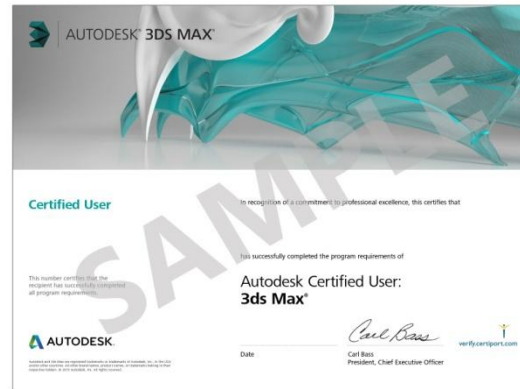 AUTODESK® 3DS MAX®
SAMPLE
Certified User
In recognition of a commitment to professional excellence, this certifies that
has successfully completed the program requirements of
This number certifies that the
recipient has successfully completed
all program requirements.
Autodesk Certified User:
3ds Max®
Carl Bass
AUTODESK.
verify.certiport.com
Date
Carl Bass
President, Chief Executive Officer